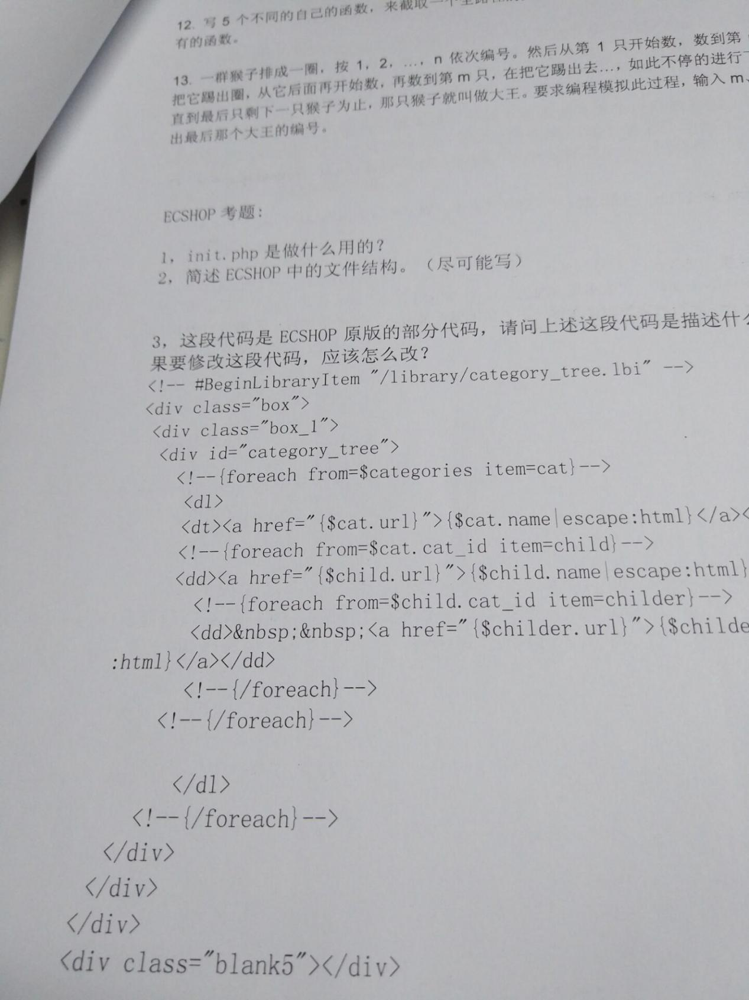 12. 写 5 个不同的自己的函数，来截取一个全路
有的函数。
13. 一群猴子排成一圈，按 1，2，…，n 依次编号。然后从第 1 只开始数，数到第
把它踢出圈，从它后面再开始数，再数到第 m 只，在把它踢出去…，如此不停的进行
直到最后只剩下一只猴子为止，那只猴子就叫做大王。要求编程模拟此过程，输入 m、
出最后那个大王的编号。
ECSHOP 考题：
1，init.php 是做什么用的？
2，简述 ECSHOP 中的文件结构。（尽可能写）
3，这段代码是 ECSHOP 原版的部分代码，请问上述这段代码是描述什么
果要修改这段代码，应该怎么改？
<!-- #BeginLibraryItem "/library/category_tree.lbi" -->
<div class="box">
<div class="box_1">
<div id="category_tree">
<!--{foreach from=$categories item=cat}-->
<dl>
<dt><a href="{$cat.url}">{$cat.name|escape:html}</a><
<!--{foreach from=$cat.cat_id item=child}-->
<dd><a href="{$child.url}">{$child.name|escape:html}
<!--{foreach from=$child.cat_id item=childer}-->
<dd>&nbsp;&nbsp;<a href="{$childer.url}">{$childe
:html}</a></dd>
<!--{/foreach}-->
<!--{/foreach}-->
</dl>
<!--{/foreach}-->
</div>
</div>
</div>
<div class="blank5"></div>